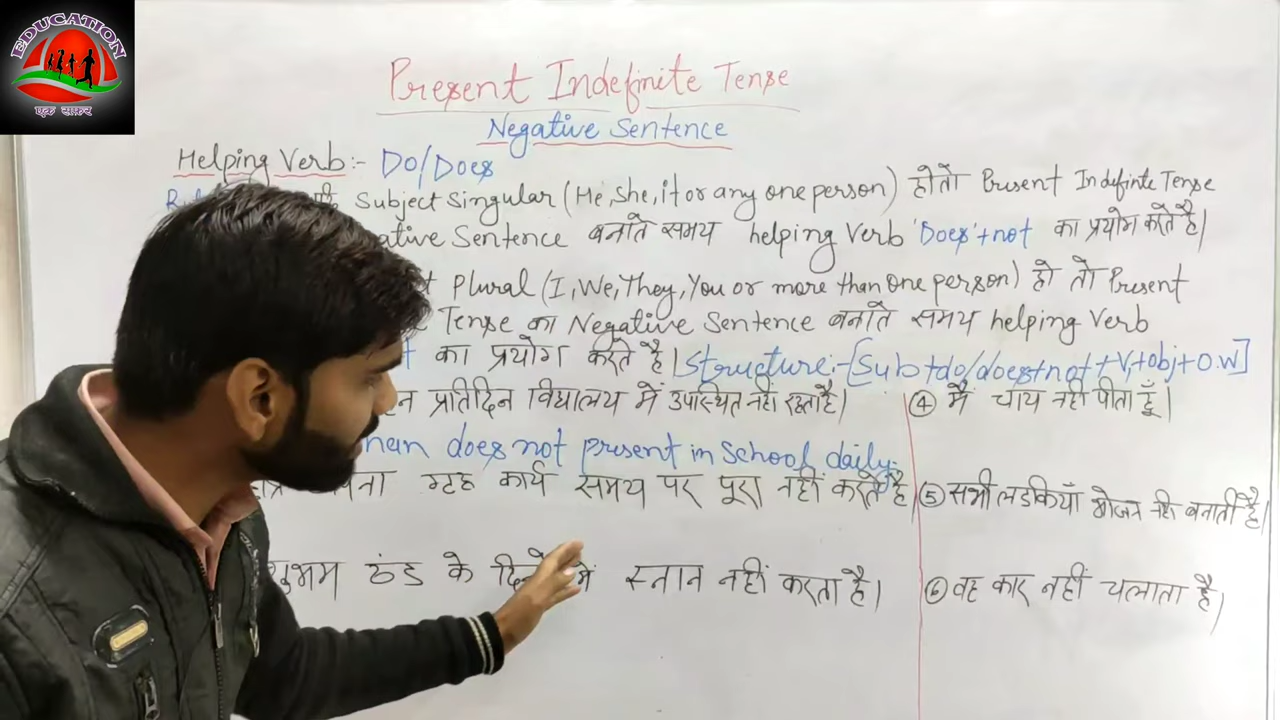 EDUCATION
एक सफ़र
Present Indefinite Tense
Negative Sentence
Helping Verb:- Do/Does
Subject Singular (He, She, it or any one person) हो तो Present Indefinite Tense
ative Sentence बनाते समय helping Verb 'Does'+not का प्रयोग करते है।
t Plural (I, We, They, You or more than one person) हो तो Present
Tense का Negative Sentence बनाते समय helping Verb
का प्रयोग करते है। Structure:-[Sub+do/does+not+V₁+obj+O.W]
प्रतिदिन विद्यालय में उपस्थित नहीं रहता है।
does not present in School daily.
गृह कार्य समय पर पूरा नहीं करते है।
शुभम ठंड के दिनों में स्नान नहीं करता है।
④ मैं चाय नहीं पीता हूँ।
⑤ सभी लडकियाँ भोजन नही बनाती है।
⑥ वह कार नहीं चलाता है।